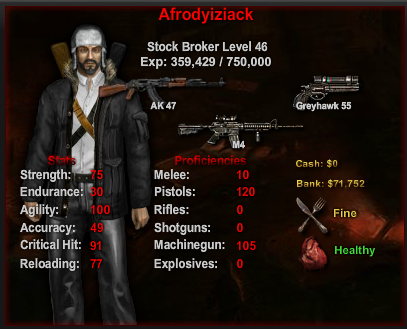 Afrodyiziack
Stock Broker Level 46
Exp: 359,429 / 750,000
AK 47
Greyhawk 55
M4
Stats
Strength: 75
Endurance: 80
Agility: 100
Accuracy: 49
Critical Hit: 91
Reloading: 77
Proficiencies
Melee: 10
Pistols: 120
Rifles: 0
Shotguns: 0
Machinegun: 105
Explosives: 0
Cash: $0
Bank: $71,752
Fine
Healthy